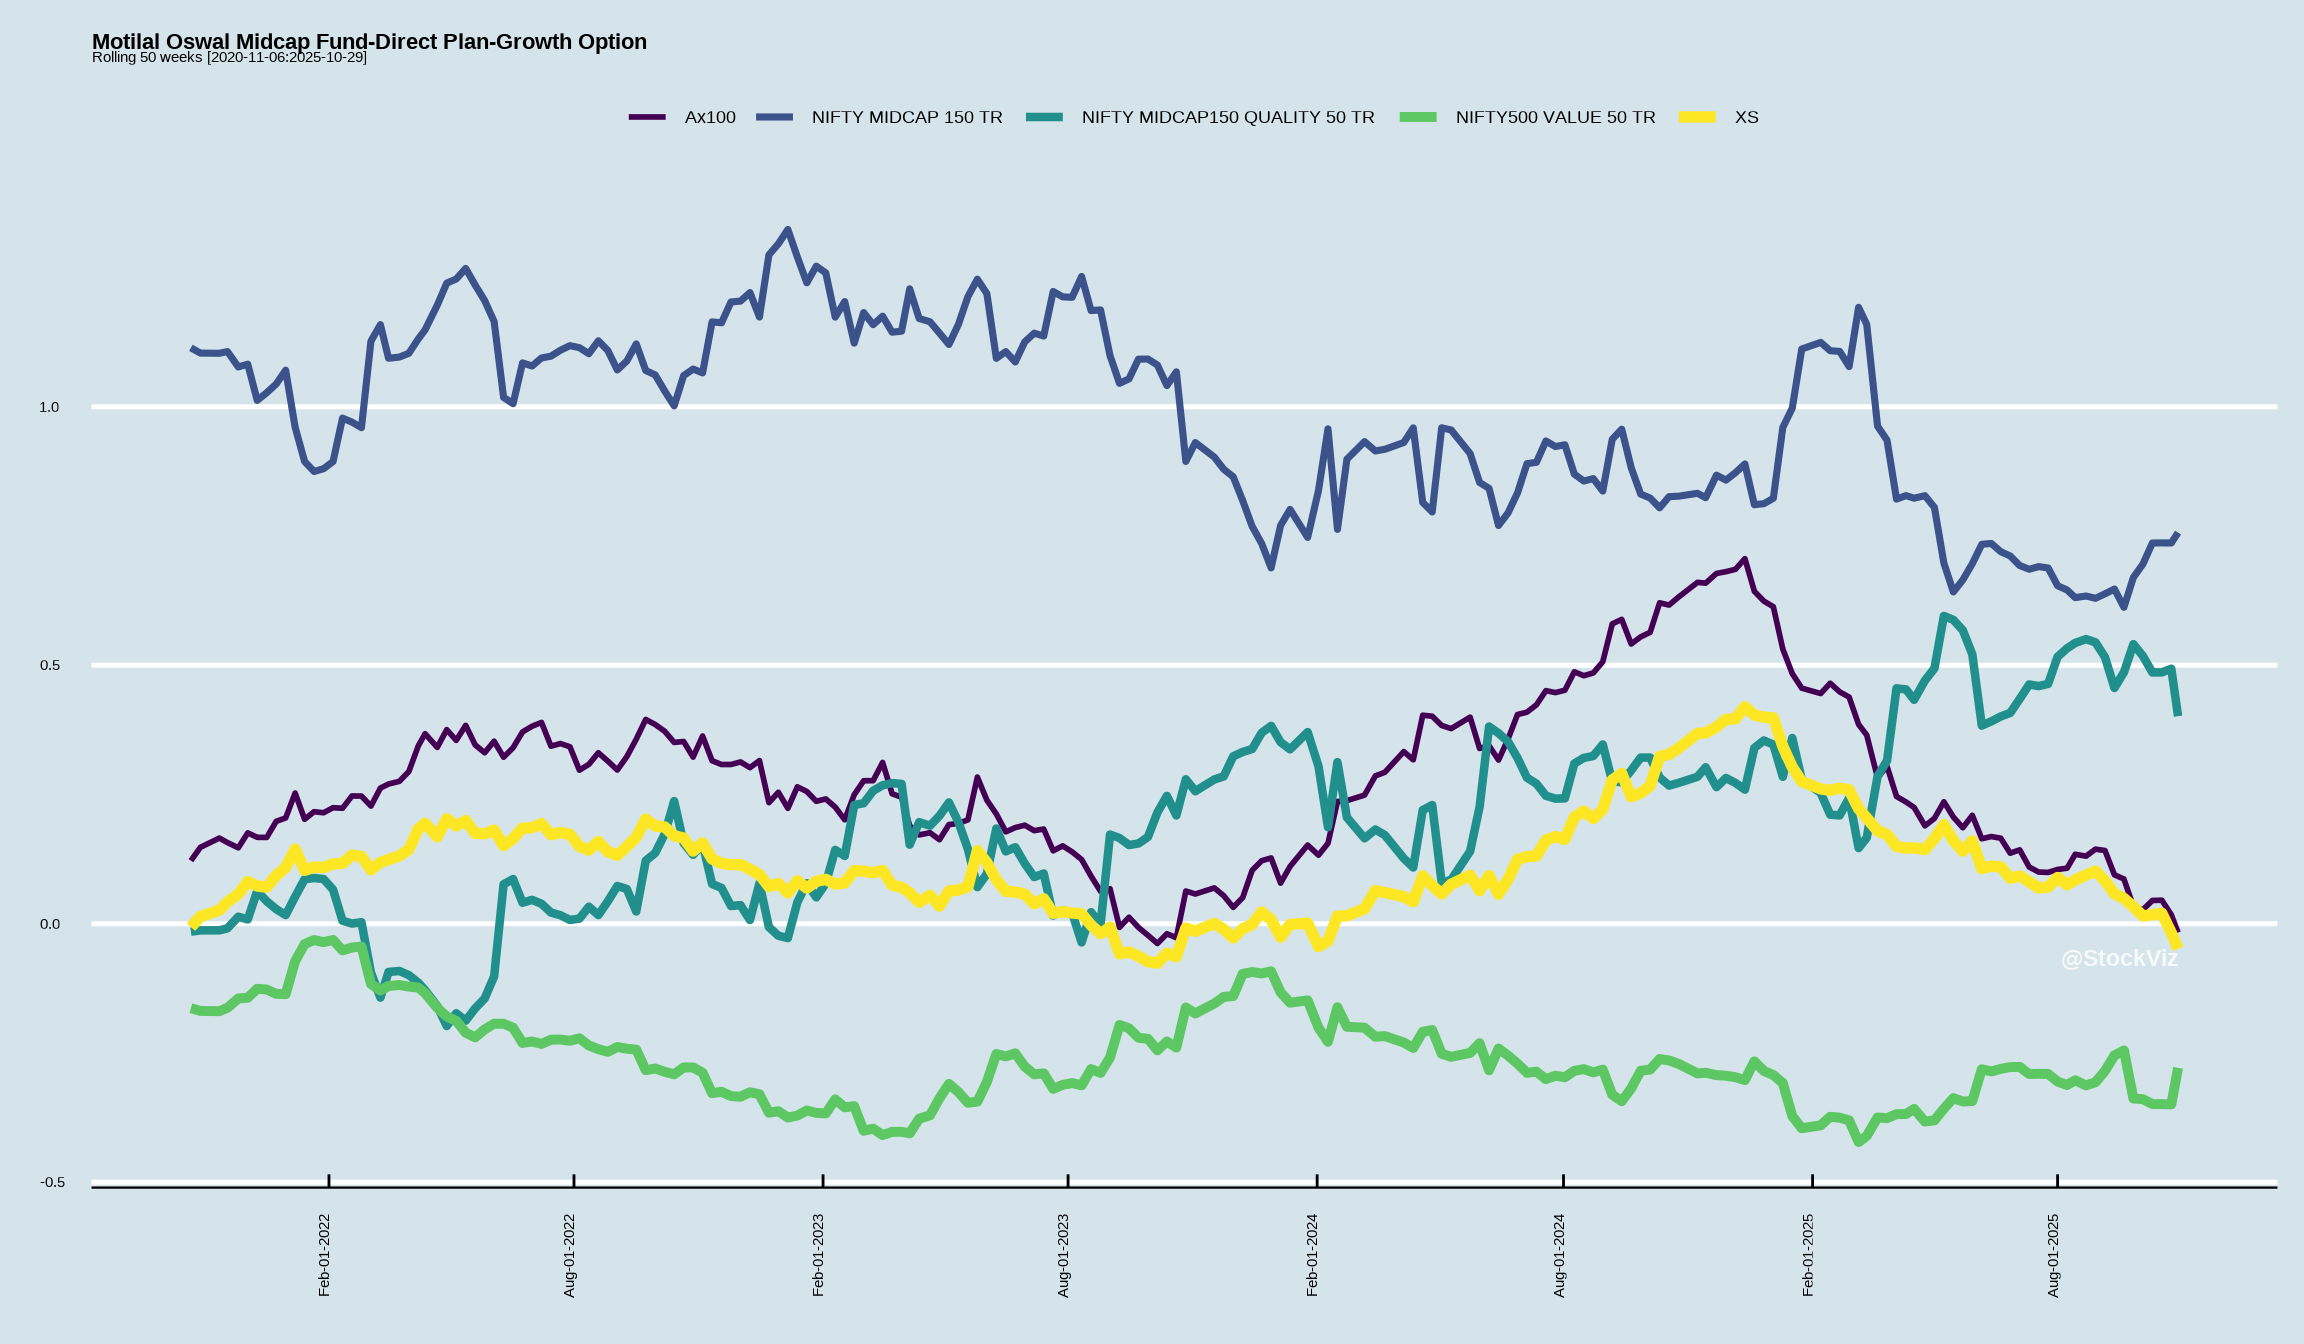 Motilal Oswal Midcap Fund-Direct Plan-Growth Option
Rolling 50 weeks [2020-11-06:2025-10-29]
Ax100 NIFTY MIDCAP 150 TR NIFTY MIDCAP150 QUALITY 50 TR NIFTY500 VALUE 50 TR XS
1.0
0.5
0.0
@StockViz
-0.5
Feb-01-2022 Aug-01-2022 Feb-01-2023 Aug-01-2023 Feb-01-2024 Aug-01-2024 Feb-01-2025 Aug-01-2025